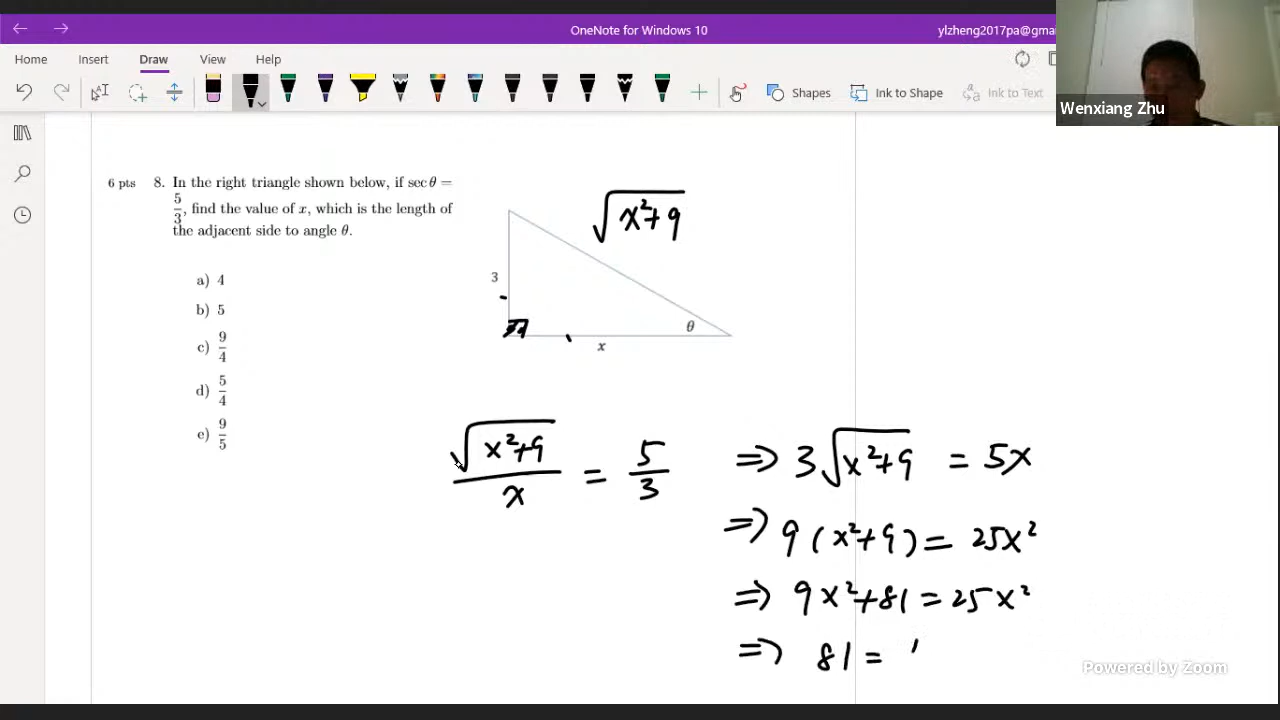 OneNote for Windows 10
ylzheng2017pa@gma
Home Insert Draw View Help
Shapes Ink to Shape Ink to Text
Wenxiang Zhu
6 pts 8. In the right triangle shown below, if sec θ =
5/3, find the value of x, which is the length of
the adjacent side to angle θ.
a) 4
b) 5
c) 9/4
d) 5/4
e) 9/5
√(x²+9)
3
θ
x
√(x²+9)/x = 5/3
⇒ 3√(x²+9) = 5x
⇒ 9(x²+9) = 25x²
⇒ 9x²+81 = 25x²
⇒ 81 =
Powered by Zoom